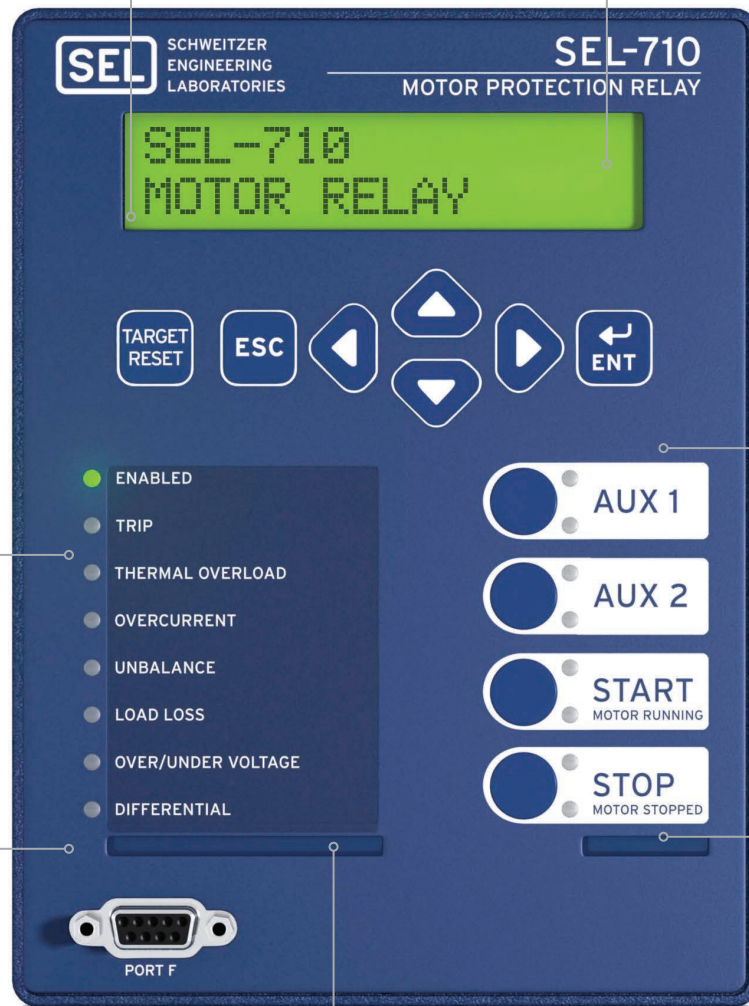 SEL
SCHWEITZER
ENGINEERING
LABORATORIES
SEL-710
MOTOR PROTECTION RELAY
SEL-710
MOTOR RELAY
TARGET
RESET
ESC
ENT
ENABLED
TRIP
THERMAL OVERLOAD
OVERCURRENT
UNBALANCE
LOAD LOSS
OVER/UNDER VOLTAGE
DIFFERENTIAL
AUX 1
AUX 2
START
MOTOR RUNNING
STOP
MOTOR STOPPED
PORT F